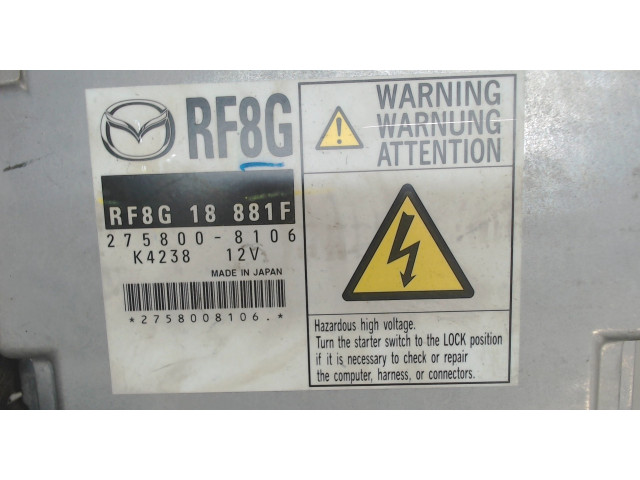 RF8G
RF8G 18 881F
275800-8106
K4238 12V
MADE IN JAPAN
*2758008106.*
WARNING
WARNUNG
ATTENTION
Hazardous high voltage.
Turn the starter switch to the LOCK position
if it is necessary to check or repair
the computer, harness, or connectors.